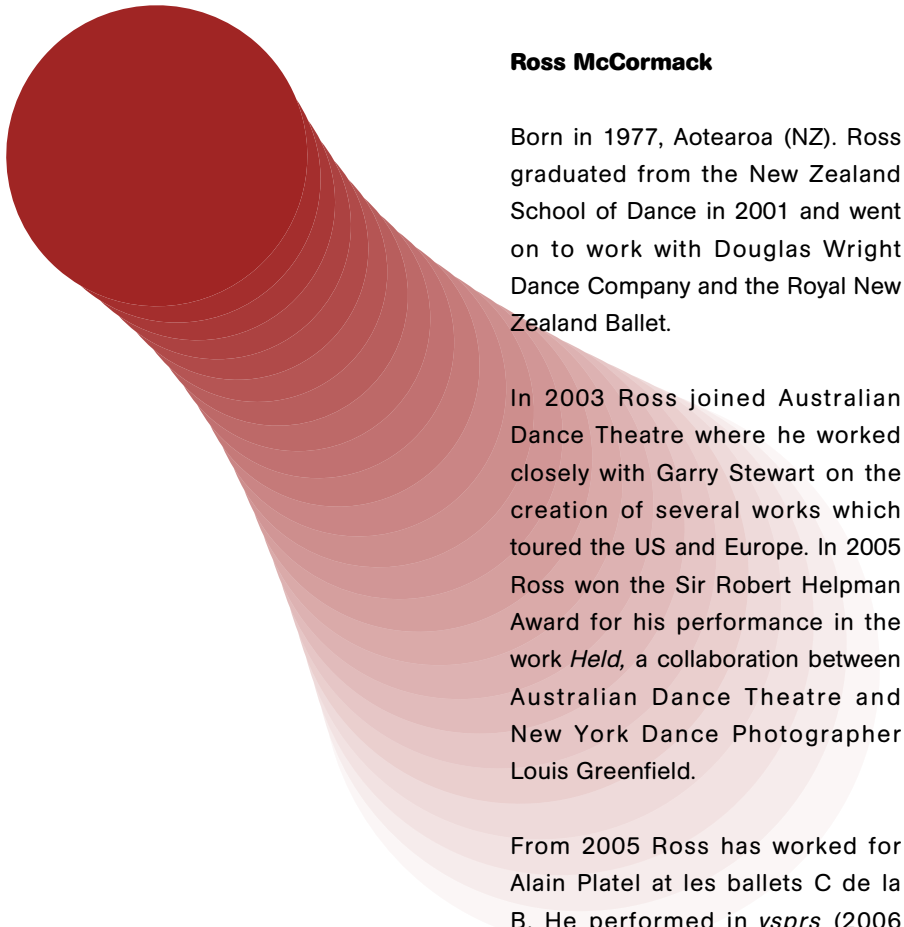 Ross McCormack
Born in 1977, Aotearoa (NZ). Ross
graduated from the New Zealand
School of Dance in 2001 and went
on to work with Douglas Wright
Dance Company and the Royal New
Zealand Ballet.
In 2003 Ross joined Australian
Dance Theatre where he worked
closely with Garry Stewart on the
creation of several works which
toured the US and Europe. In 2005
Ross won the Sir Robert Helpman
Award for his performance in the
work Held, a collaboration between
Australian Dance Theatre and
New York Dance Photographer
Louis Greenfield.
From 2005 Ross has worked for
Alain Platel at les ballets C de la
B. He performed in vsprs (2006